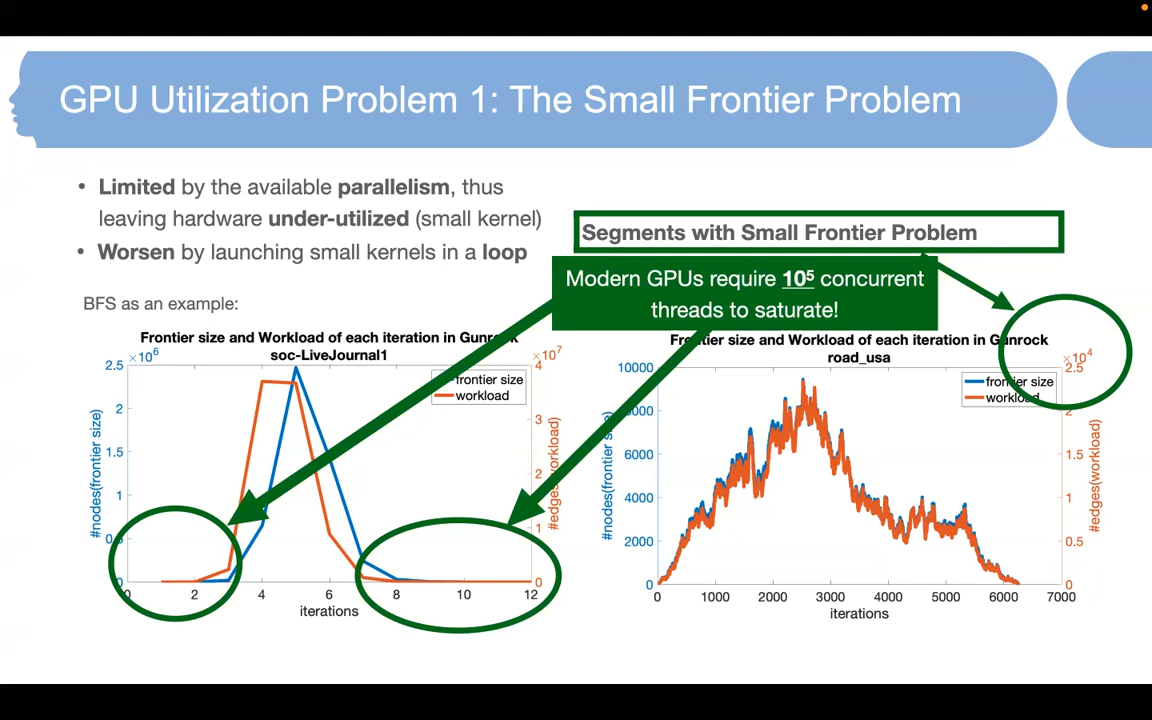 GPU Utilization Problem 1: The Small Frontier Problem
• Limited by the available parallelism, thus
leaving hardware under-utilized (small kernel)
• Worsen by launching small kernels in a loop
BFS as an example:
Segments with Small Frontier Problem
Modern GPUs require 10⁵ concurrent
threads to saturate!
Frontier size and Workload of each iteration in Gunrock
soc-LiveJournal1
×10⁶
×10⁷
2.5
2
1.5
1
0.5
0
#nodes(frontier size)
frontier size
workload
4
3
2
1
0
#edges(workload)
0 2 4 6 8 10 12
iterations
Frontier size and Workload of each iteration in Gunrock
road_usa
×10⁴
10000
8000
6000
4000
2000
0
#nodes(frontier size)
frontier size
workload
2.5
2
1.5
1
0.5
0
#edges(workload)
0 1000 2000 3000 4000 5000 6000 7000
iterations